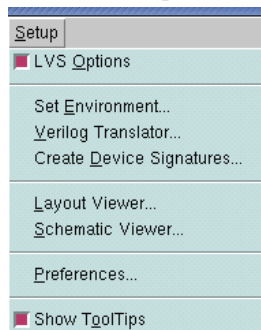 Setup
LVS Options
Set Environment...
Verilog Translator...
Create Device Signatures...
Layout Viewer...
Schematic Viewer...
Preferences...
Show ToolTips